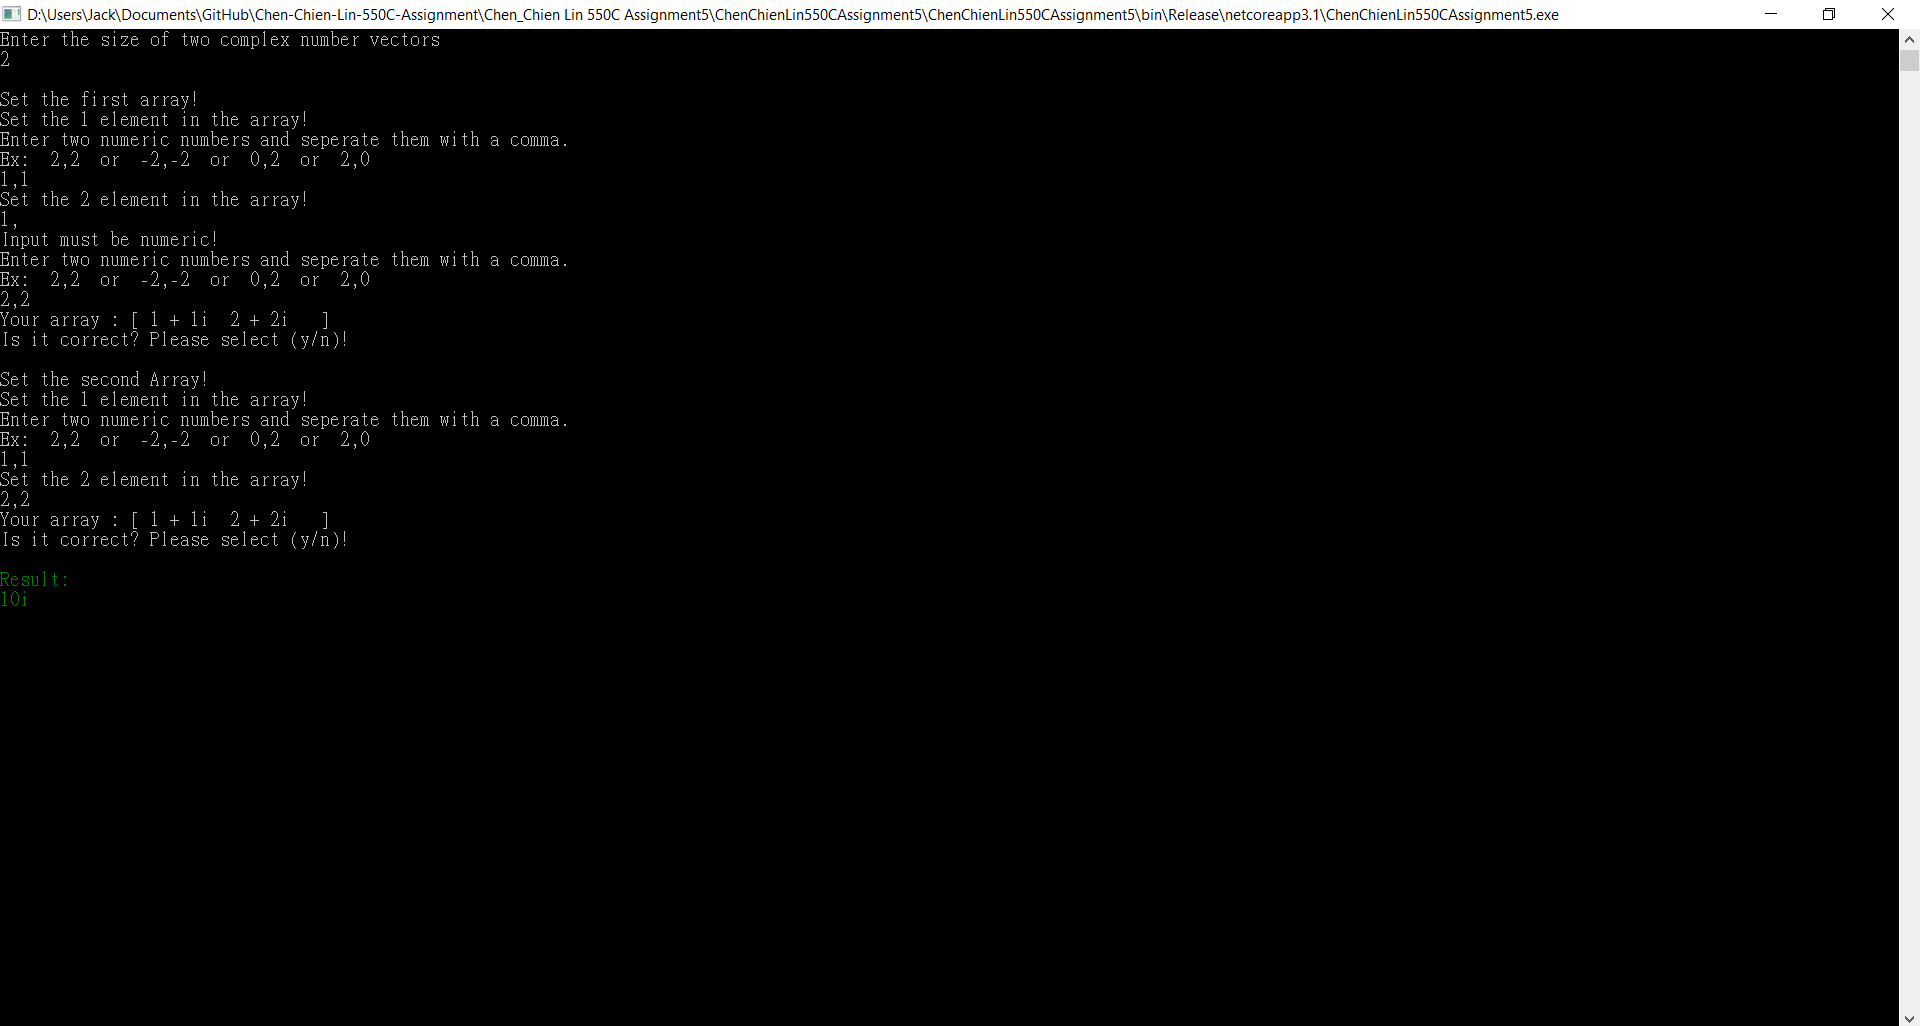 D:\Users\Jack\Documents\GitHub\Chen-Chien-Lin-550C-Assignment\Chen_Chien Lin 550C Assignment5\ChenChienLin550CAssignment5\ChenChienLin550CAssignment5\bin\Release\netcoreapp3.1\ChenChienLin550CAssignment5.exe
Enter the size of two complex number vectors
2
Set the first array!
Set the 1 element in the array!
Enter two numeric numbers and seperate them with a comma.
Ex:  2,2  or  -2,-2  or  0,2  or  2,0
1,1
Set the 2 element in the array!
1,
Input must be numeric!
Enter two numeric numbers and seperate them with a comma.
Ex:  2,2  or  -2,-2  or  0,2  or  2,0
2,2
Your array : [ 1 + 1i  2 + 2i   ]
Is it correct? Please select (y/n)!
Set the second Array!
Set the 1 element in the array!
Enter two numeric numbers and seperate them with a comma.
Ex:  2,2  or  -2,-2  or  0,2  or  2,0
1,1
Set the 2 element in the array!
2,2
Your array : [ 1 + 1i  2 + 2i   ]
Is it correct? Please select (y/n)!
Result:
10i